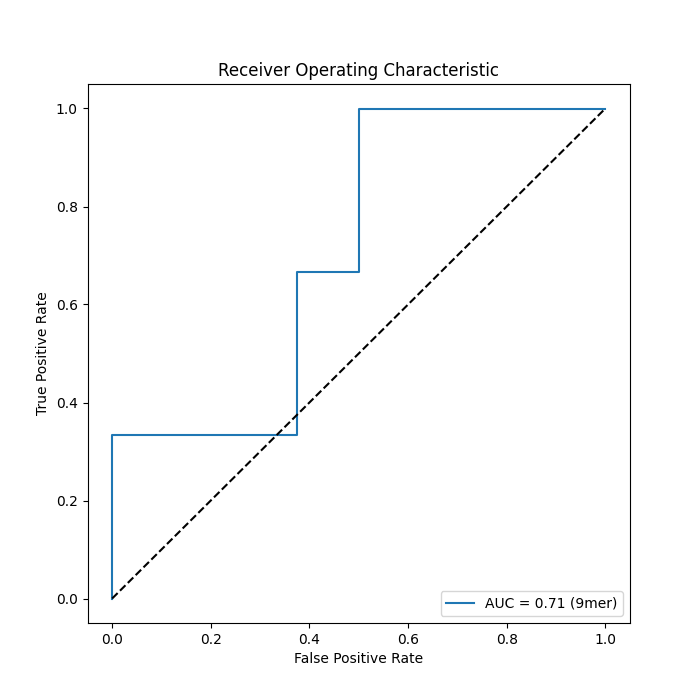 Receiver Operating Characteristic
True Positive Rate
1.0
0.8
0.6
0.4
0.2
0.0
AUC = 0.71 (9mer)
0.0 0.2 0.4 0.6 0.8 1.0
False Positive Rate